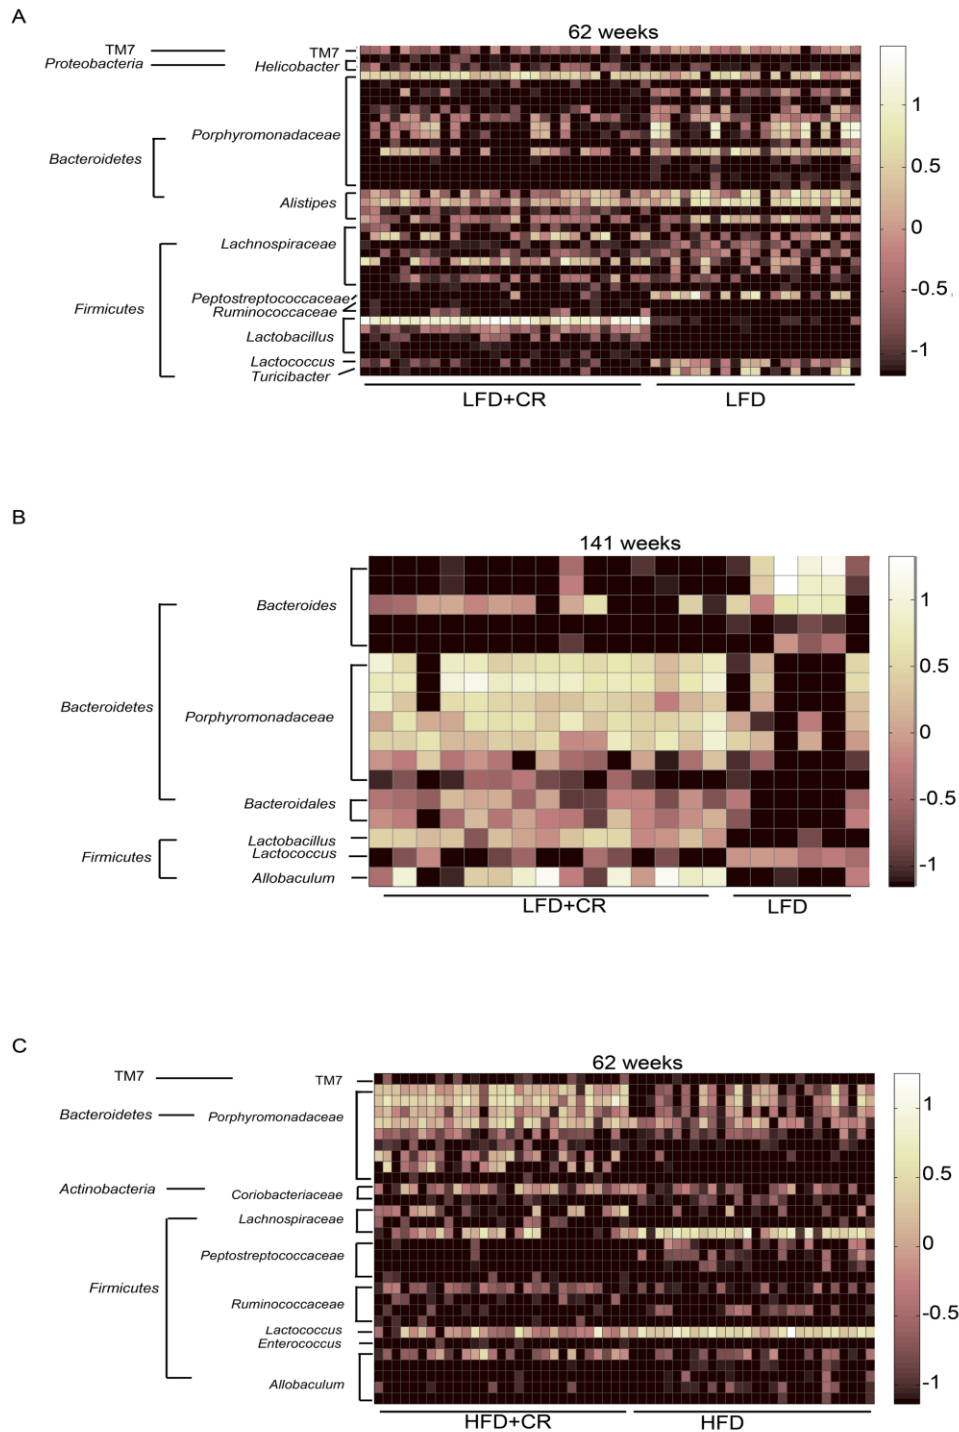 A
62 weeks
TM7 TM7
Proteobacteria Helicobacter
Porphyromonadaceae
Bacteroidetes
Alistipes
Lachnospiraceae
Peptostreptococcaceae
Firmicutes Ruminococcaceae
Lactobacillus
Lactococcus
Turicibacter
1
0.5
0
-0.5
-1
LFD+CR LFD
B
141 weeks
Bacteroides
Bacteroidetes Porphyromonadaceae
Bacteroidales
Lactobacillus
Firmicutes Lactococcus
Allobaculum
1
0.5
0
-0.5
-1
LFD+CR LFD
C
62 weeks
TM7 TM7
Bacteroidetes Porphyromonadaceae
Actinobacteria Coriobacteriaceae
Lachnospiraceae
Peptostreptococcaceae
Firmicutes
Ruminococcaceae
Lactococcus
Enterococcus
Allobaculum
1
0.5
0
-0.5
-1
HFD+CR HFD